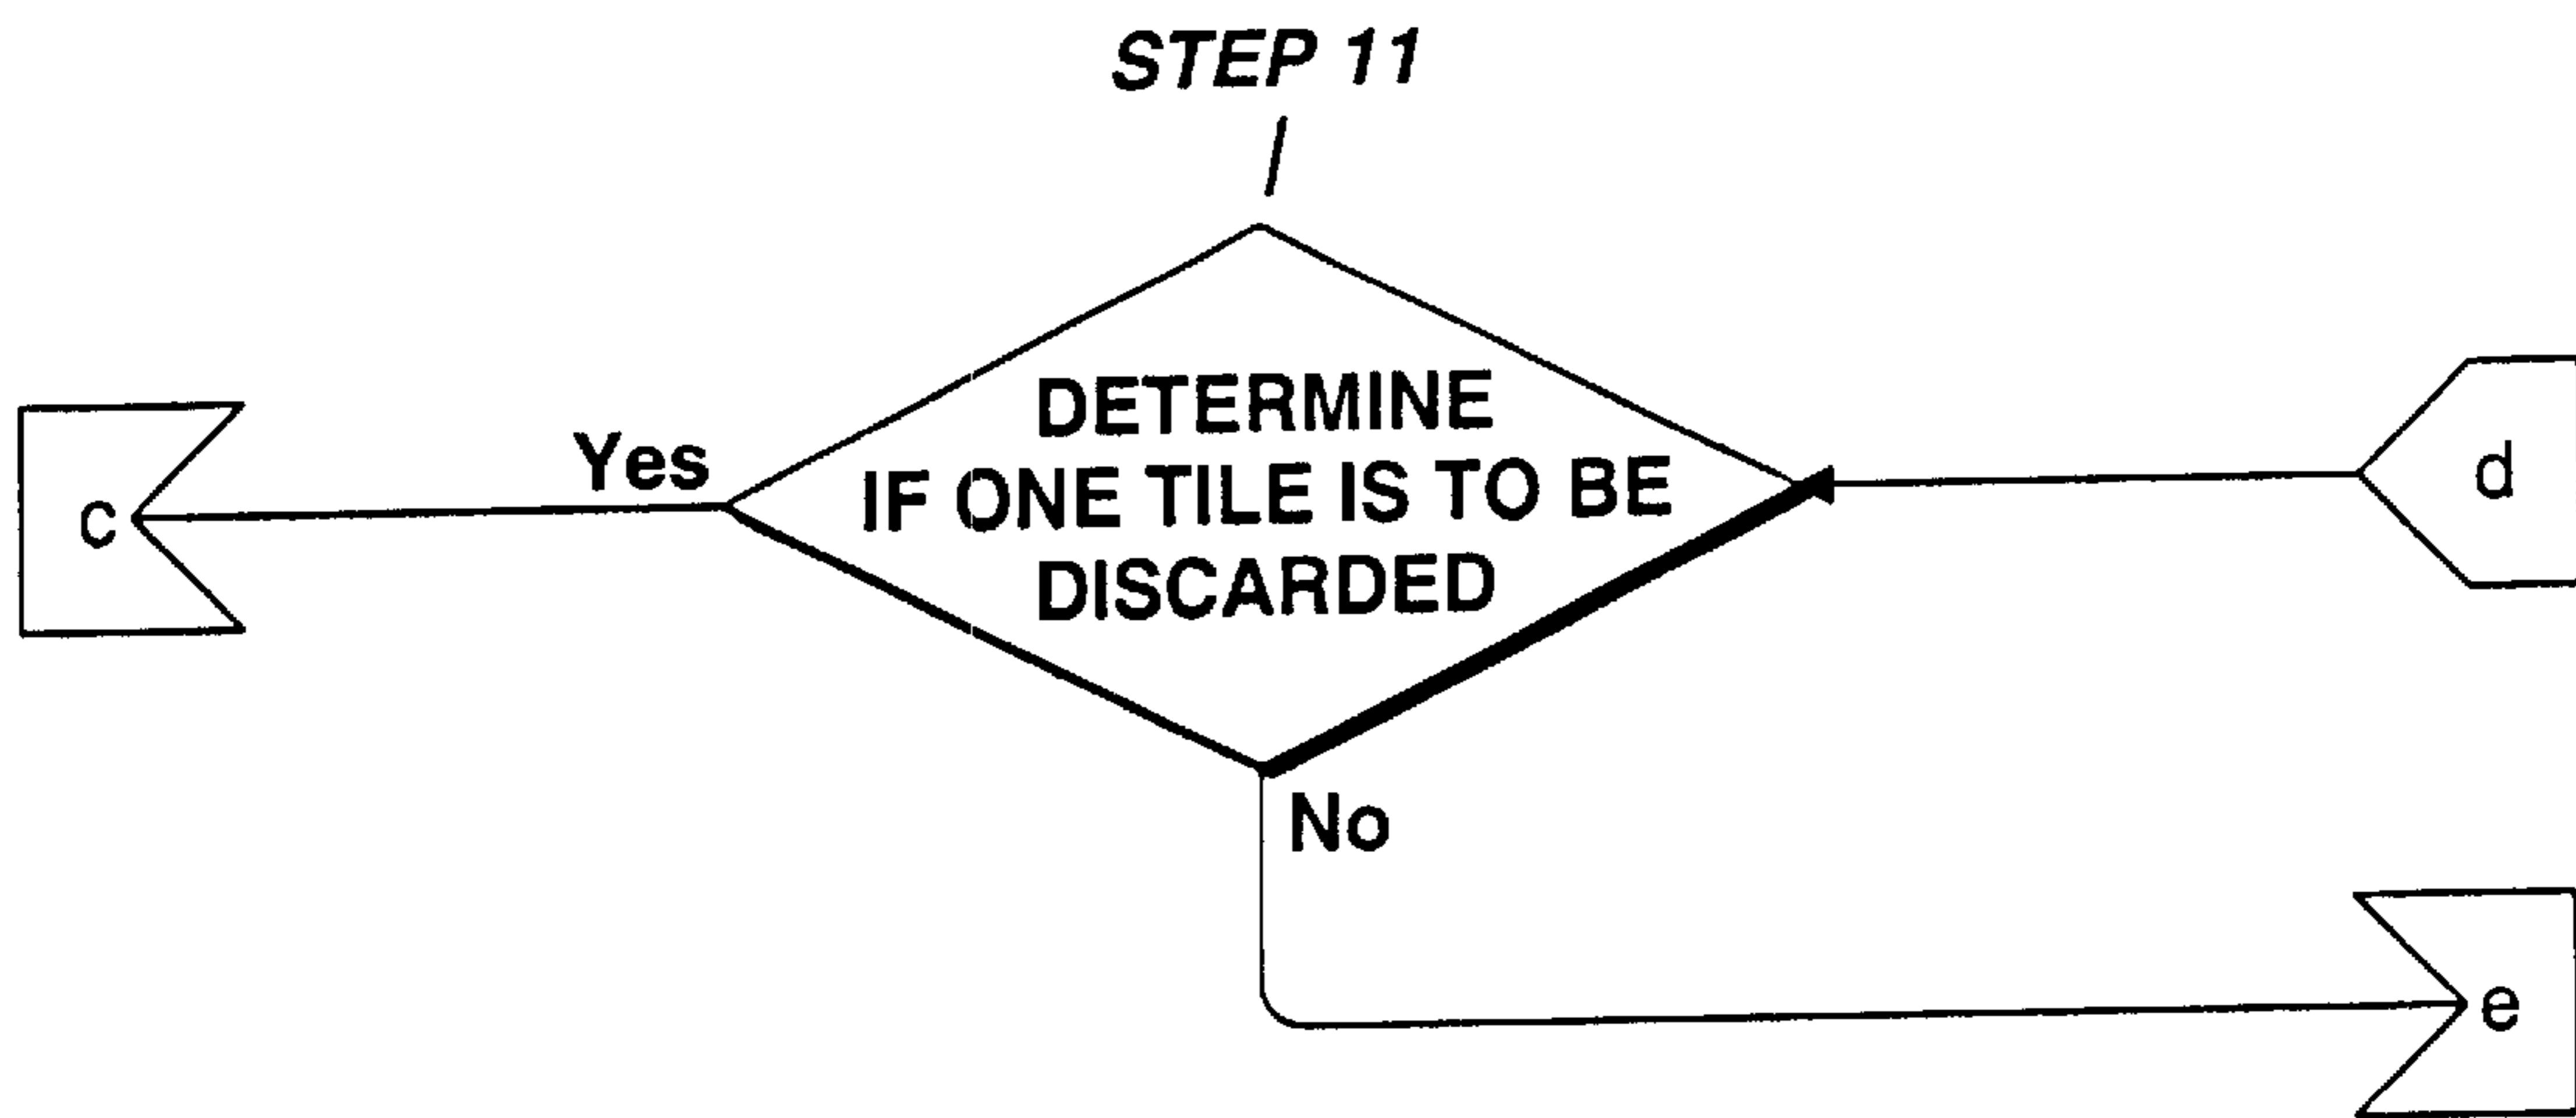 STEP 11
DETERMINE
IF ONE TILE IS TO BE
DISCARDED
Yes
c
d
No
e